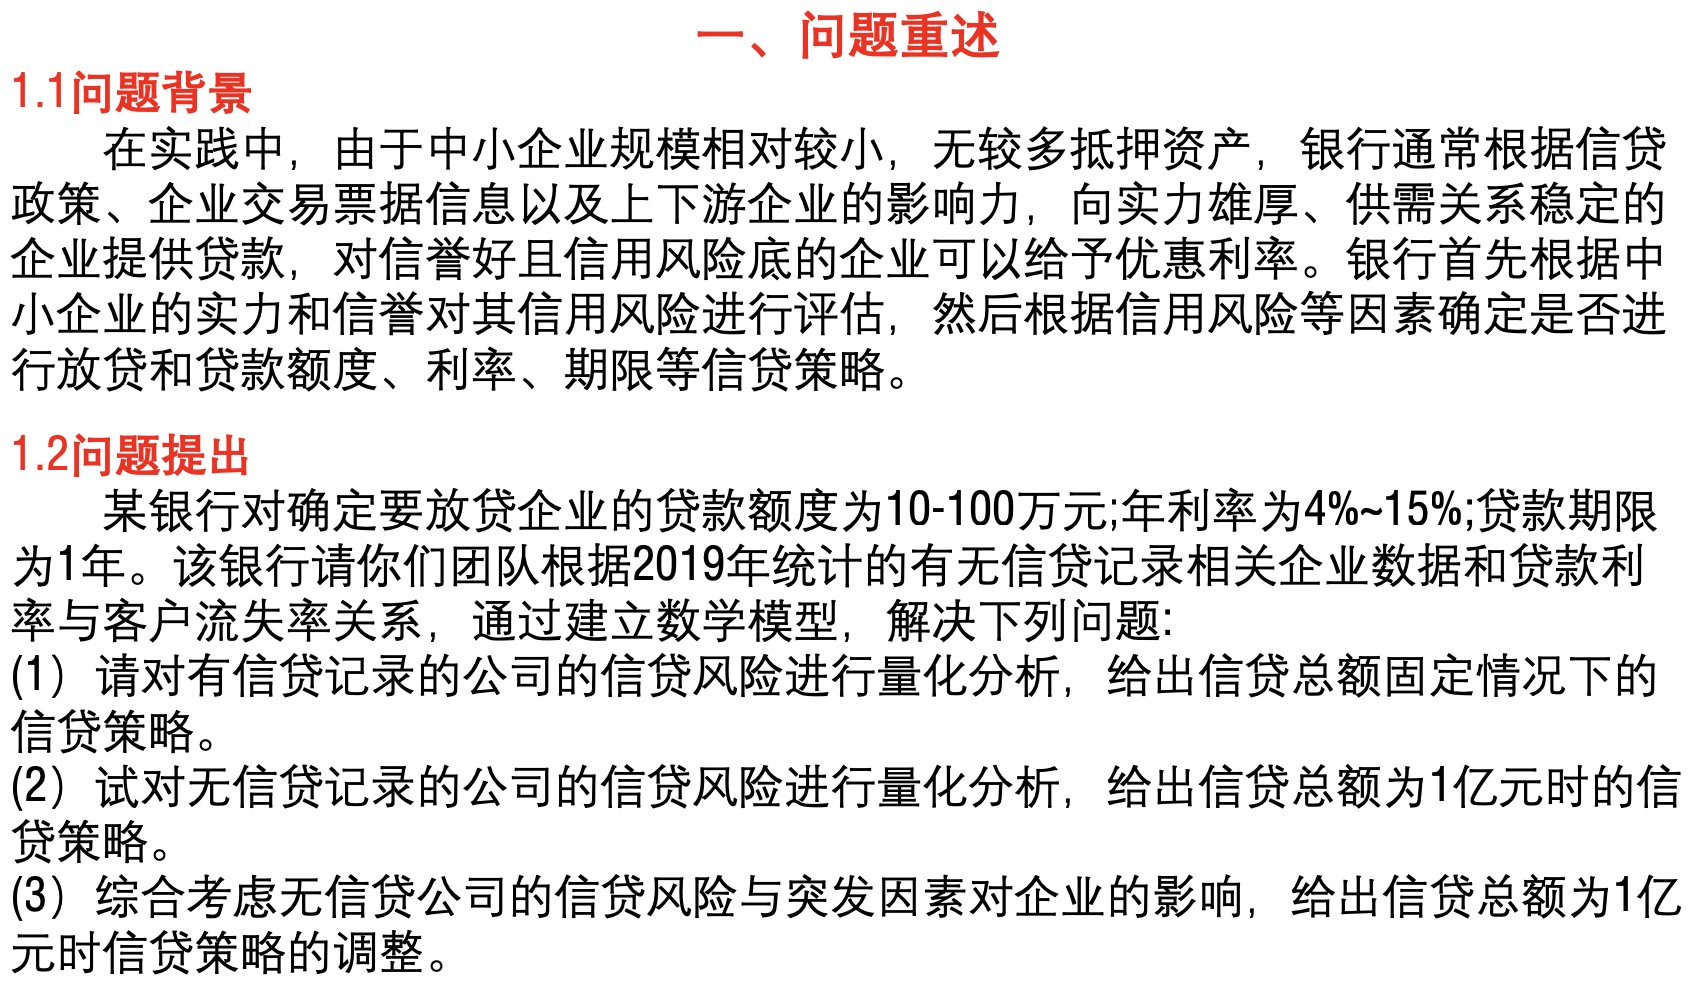 一、问题重述
1.1问题背景
在实践中，由于中小企业规模相对较小，无较多抵押资产，银行通常根据信贷
政策、企业交易票据信息以及上下游企业的影响力，向实力雄厚、供需关系稳定的
企业提供贷款，对信誉好且信用风险底的企业可以给予优惠利率。银行首先根据中
小企业的实力和信誉对其信用风险进行评估，然后根据信用风险等因素确定是否进
行放贷和贷款额度、利率、期限等信贷策略。
1.2问题提出
某银行对确定要放贷企业的贷款额度为10-100万元;年利率为4%~15%;贷款期限
为1年。该银行请你们团队根据2019年统计的有无信贷记录相关企业数据和贷款利
率与客户流失率关系，通过建立数学模型，解决下列问题:
(1）请对有信贷记录的公司的信贷风险进行量化分析，给出信贷总额固定情况下的
信贷策略。
(2）试对无信贷记录的公司的信贷风险进行量化分析，给出信贷总额为1亿元时的信
贷策略。
(3）综合考虑无信贷公司的信贷风险与突发因素对企业的影响，给出信贷总额为1亿
元时信贷策略的调整。